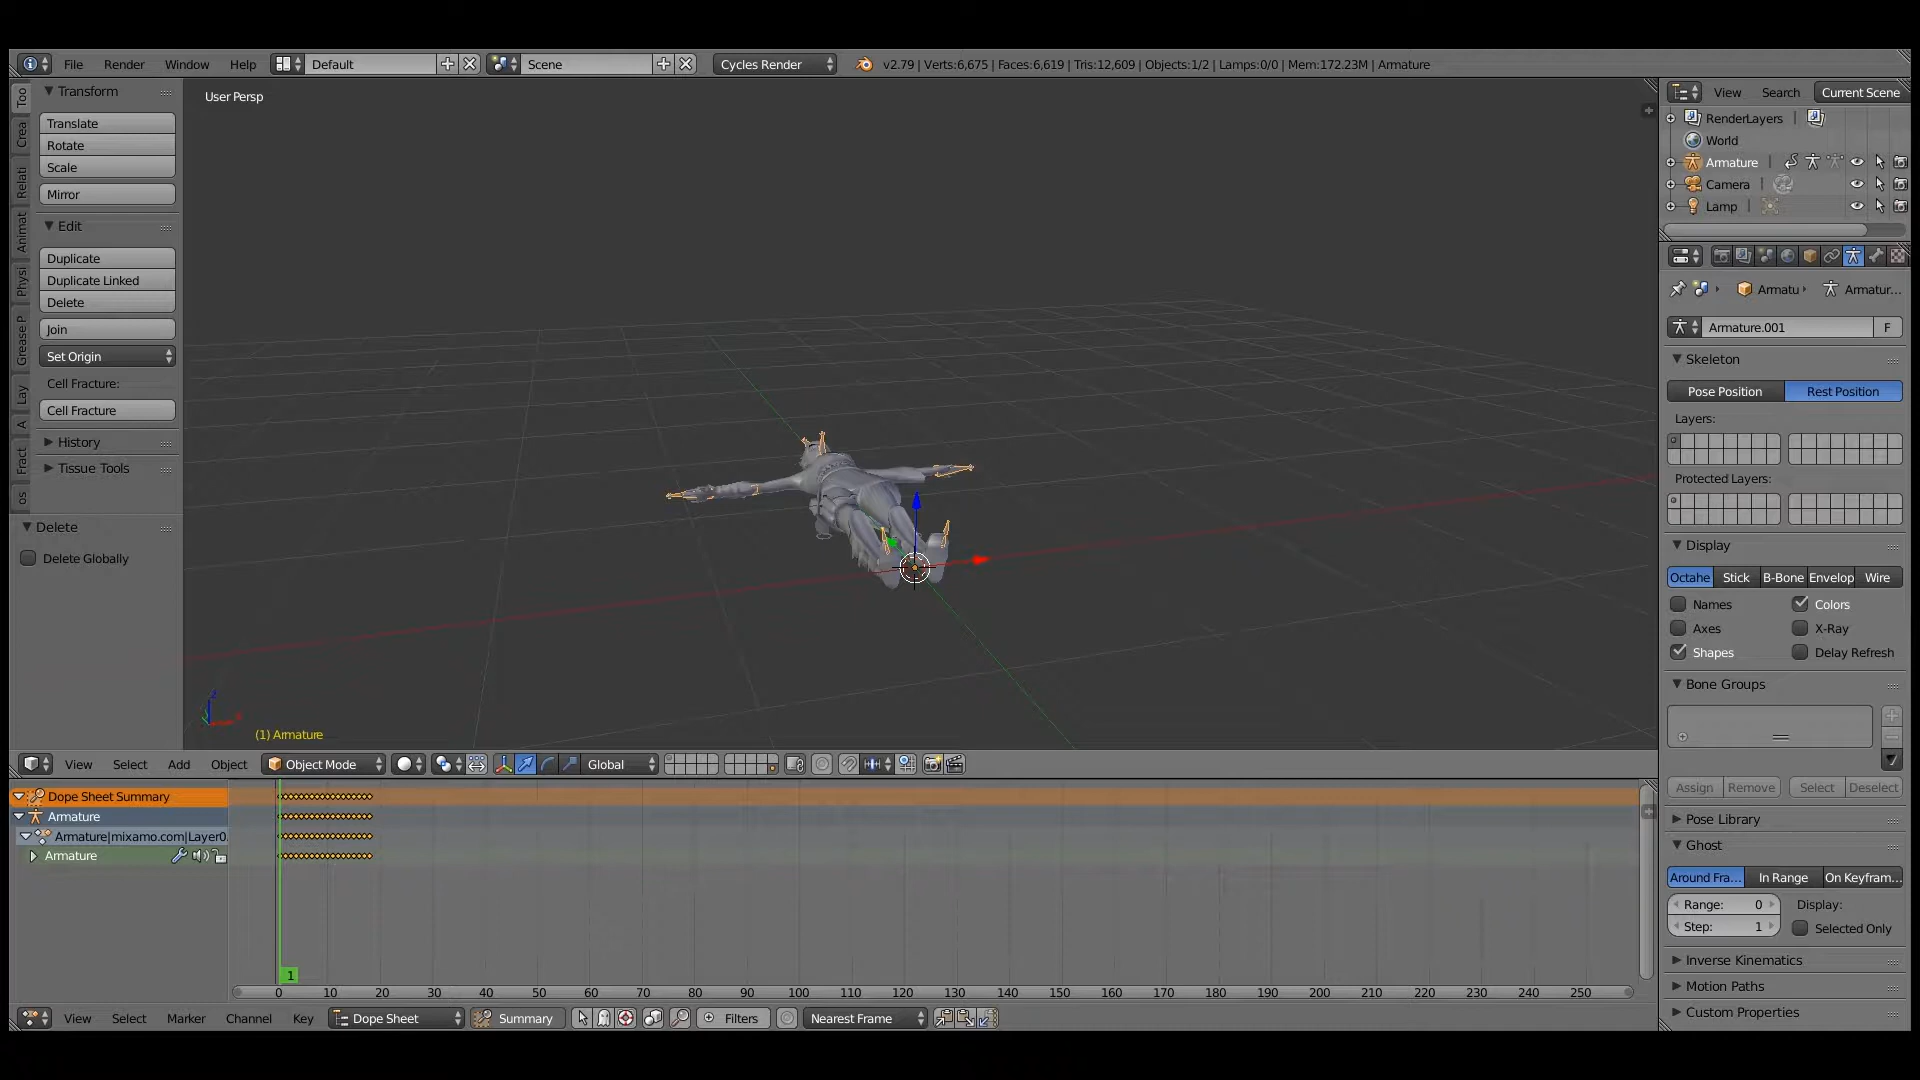 File Render Window Help Default Scene Cycles Render v2.79 | Verts:6,675 | Faces:6,619 | Tris:12,609 | Objects:1/2 | Lamps:0/0 | Mem:172.23M | Armature
Too
Crea
Relati
Animat
Physi
Grease P
Lay
A
Fract
os
Transform
Translate
Rotate
Scale
Mirror
Edit
Duplicate
Duplicate Linked
Delete
Join
Set Origin
Cell Fracture:
Cell Fracture
History
Tissue Tools
Delete
Delete Globally
User Persp
z
x
(1) Armature
View Select Add Object Object Mode Global
Dope Sheet Summary
Armature
Armature|mixamo.com|Layer0
Armature
1
0 10 20 30 40 50 60 70 80 90 100 110 120 130 140 150 160 170 180 190 200 210 220 230 240 250
View Select Marker Channel Key Dope Sheet Summary Filters Nearest Frame
View Search Current Scene
RenderLayers |
World
Armature |
Camera |
Lamp |
Armatu Armatur...
Armature.001 F
Skeleton
Pose Position Rest Position
Layers:
Protected Layers:
Display
Octahe Stick B-Bone Envelop Wire
Names Colors
Axes X-Ray
Shapes Delay Refresh
Bone Groups
Assign Remove Select Deselect
Pose Library
Ghost
Around Fra... In Range On Keyfram...
Range: 0 Display:
Step: 1 Selected Only
Inverse Kinematics
Motion Paths
Custom Properties